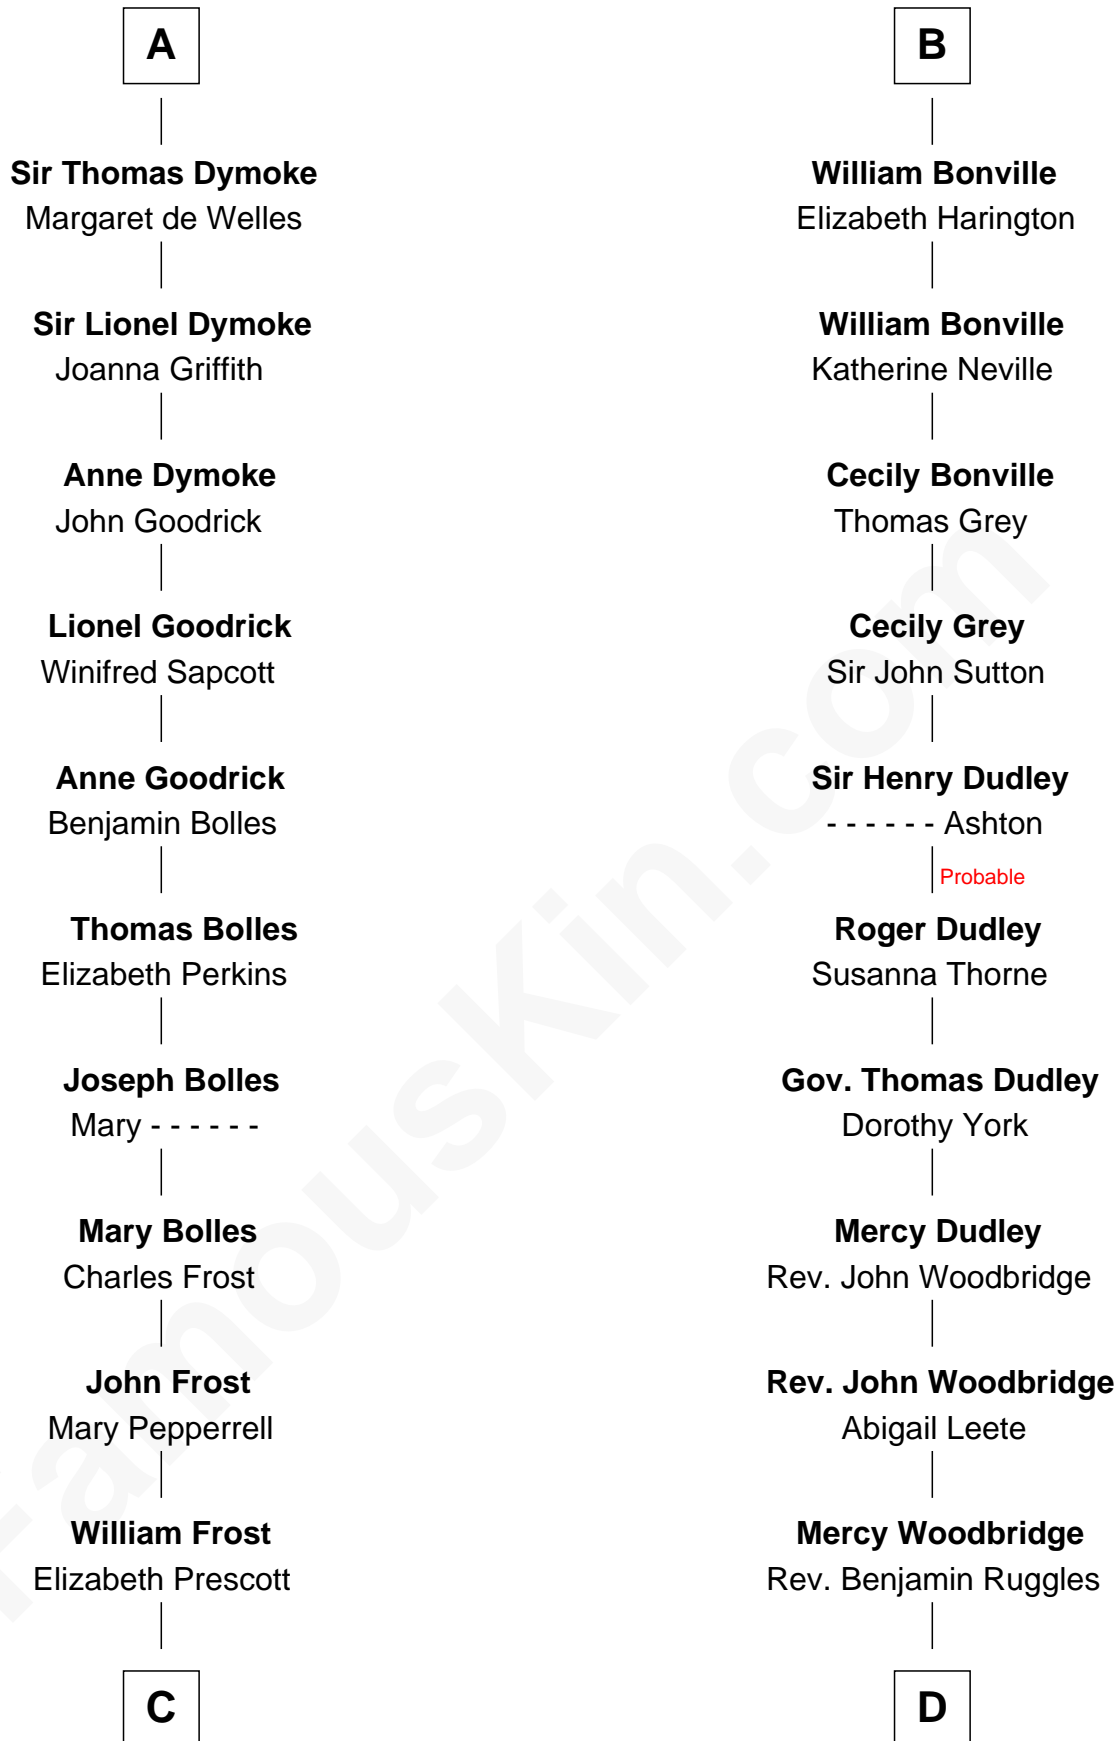 A
Sir Thomas Dymoke
Margaret de Welles
Sir Lionel Dymoke
Joanna Griffith
Anne Dymoke
John Goodrick
Lionel Goodrick
Winifred Sapcott
Anne Goodrick
Benjamin Bolles
Thomas Bolles
Elizabeth Perkins
Joseph Bolles
Mary - - - - - -
Mary Bolles
Charles Frost
John Frost
Mary Pepperrell
William Frost
Elizabeth Prescott
C
B
William Bonville
Elizabeth Harington
William Bonville
Katherine Neville
Cecily Bonville
Thomas Grey
Cecily Grey
Sir John Sutton
Sir Henry Dudley
- - - - - - Ashton
Probable
Roger Dudley
Susanna Thorne
Gov. Thomas Dudley
Dorothy York
Mercy Dudley
Rev. John Woodbridge
Rev. John Woodbridge
Abigail Leete
Mercy Woodbridge
Rev. Benjamin Ruggles
D
FamousKin.com